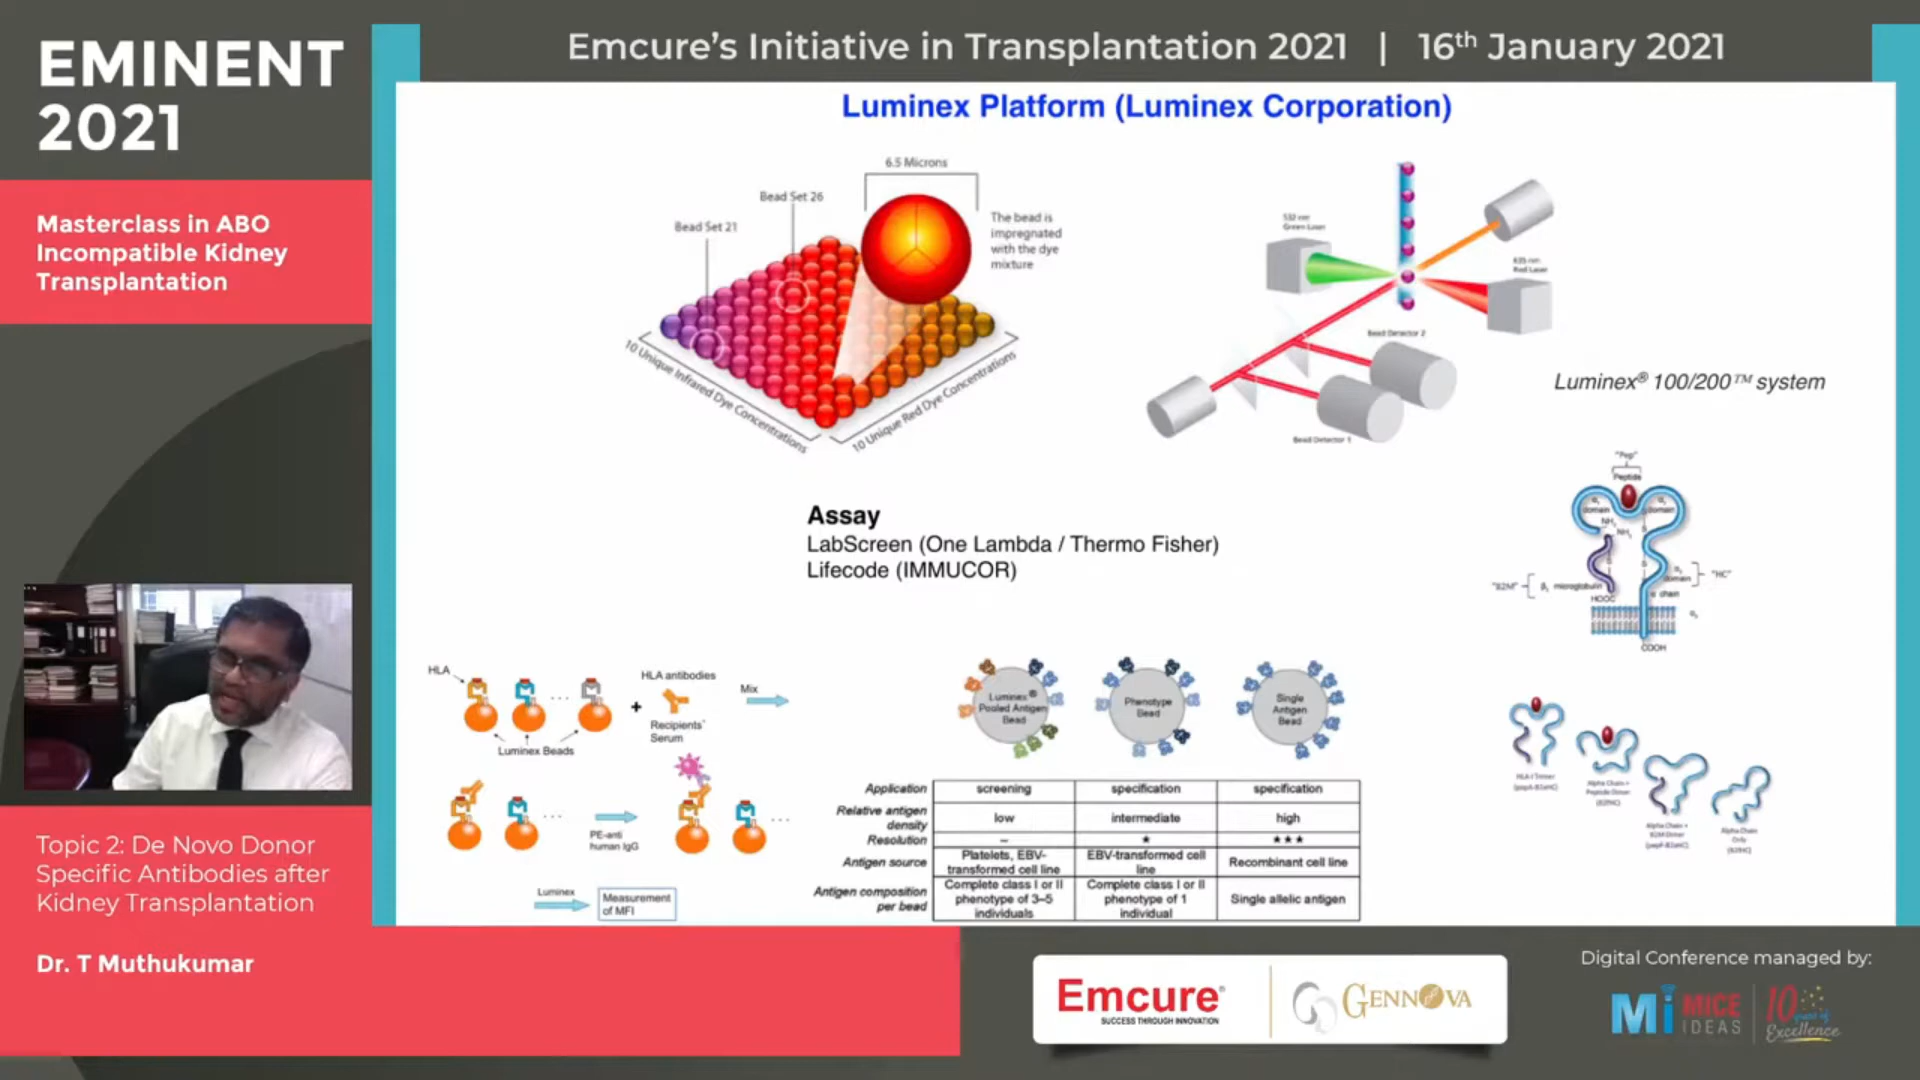 EMINENT
2021
Emcure's Initiative in Transplantation 2021 | 16th January 2021
Masterclass in ABO
Incompatible Kidney
Transplantation
Luminex Platform (Luminex Corporation)
6.5 Microns
Bead Set 26
Bead Set 21
The bead is
impregnated
with the dye
mixture
10 Unique Infrared Dye Concentrations
10 Unique Red Dye Concentrations
532 nm
Green Laser
635 nm
Red Laser
Bead Detector 2
Bead Detector 1
Luminex® 100/200™ system
Assay
LabScreen (One Lambda / Thermo Fisher)
Lifecode (IMMUCOR)
"Pep"
Peptide
domain
domain
NH₂
NH₂
"B2M"
β₂ microglobulin
domain
"HC"
α chain
HOOC
COOH
HLA
HLA antibodies
Mix
+
Recipients'
Serum
Luminex Beads
PE-anti
human IgG
Luminex
Measurement
of MFI
Luminex®
Pooled Antigen
Bead
Phenotype
Bead
Single
Antigen
Bead
Application screening specification specification
Relative antigen density low intermediate high
Resolution – ★ ★★★
Antigen source Platelets, EBV-transformed cell line EBV-transformed cell line Recombinant cell line
Antigen composition per bead Complete class I or II phenotype of 3–5 individuals Complete class I or II phenotype of 1 individual Single allelic antigen
HLA-I Trimer
Alpha Chain +
Peptide Dimer
Alpha Chain +
B2M Dimer
Alpha Chain
Only
Topic 2: De Novo Donor
Specific Antibodies after
Kidney Transplantation
Dr. T Muthukumar
Emcure®
SUCCESS THROUGH INNOVATION
GENNOVA
Digital Conference managed by:
Mi MICE
IDEAS
10
years of
Excellence